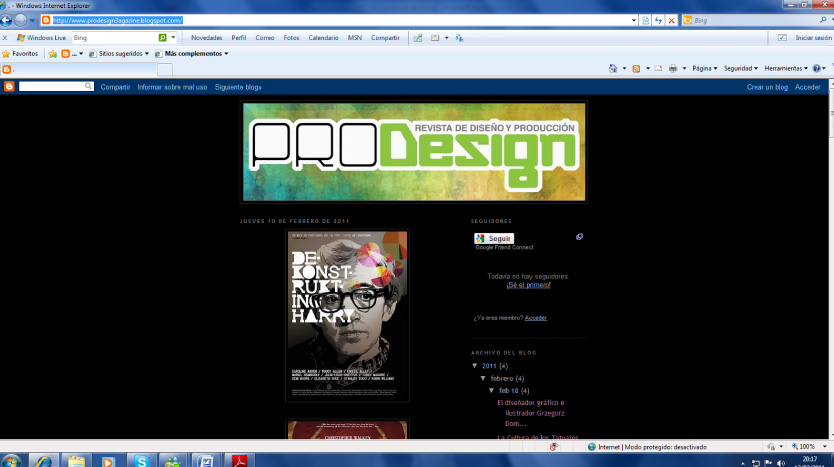 - Windows Internet Explorer
http://www.prodesign3agazine.blogspot.com/
Bing
Windows Live
Bing
Novedades
Perfil
Correo
Fotos
Calendario
MSN
Compartir
Iniciar sesión
Favoritos
...
Sitios sugeridos
Más complementos
.
Página
Seguridad
Herramientas
Compartir
Informar sobre mal uso
Siguiente blog»
Crear un blog
Acceder
REVISTA DE DISEÑO Y PRODUCCIÓN
PRODesign
JUEVES 10 DE FEBRERO DE 2011
DE-
KONST-
RUKT
ING
HARRY
SEGUIDORES
Seguir
Google Friend Connect
Todavía no hay seguidores.
¡Sé el primero!
¿Ya eres miembro? Acceder
ARCHIVO DEL BLOG
▼ 2011 (4)
▼ febrero (4)
▼ feb 10 (4)
El diseñador gráfico e
ilustrador Grzegorz
Dom...
La Cultura de los Tatuajes
CHRISTOPHER WALKEN
Internet | Modo protegido: desactivado
100%
20:17